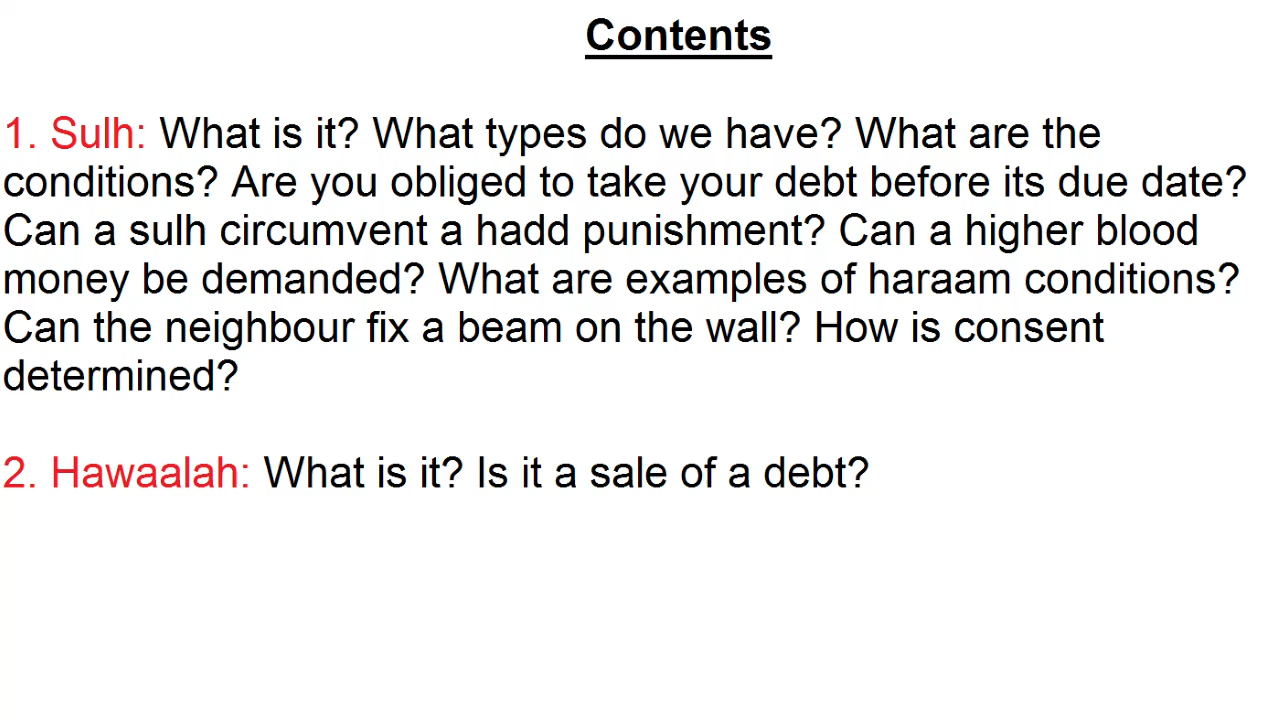 Contents
1. Sulh: What is it? What types do we have? What are the
conditions? Are you obliged to take your debt before its due date?
Can a sulh circumvent a hadd punishment? Can a higher blood
money be demanded? What are examples of haraam conditions?
Can the neighbour fix a beam on the wall? How is consent
determined?
2. Hawaalah: What is it? Is it a sale of a debt?